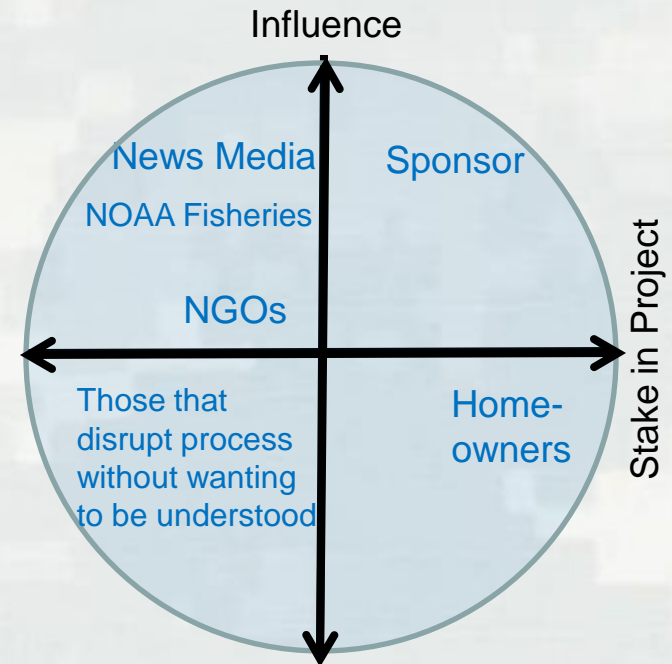 Influence
News Media
Sponsor
NOAA Fisheries
NGOs
Stake in Project
Those that
disrupt process
without wanting
to be understood
Home-
owners